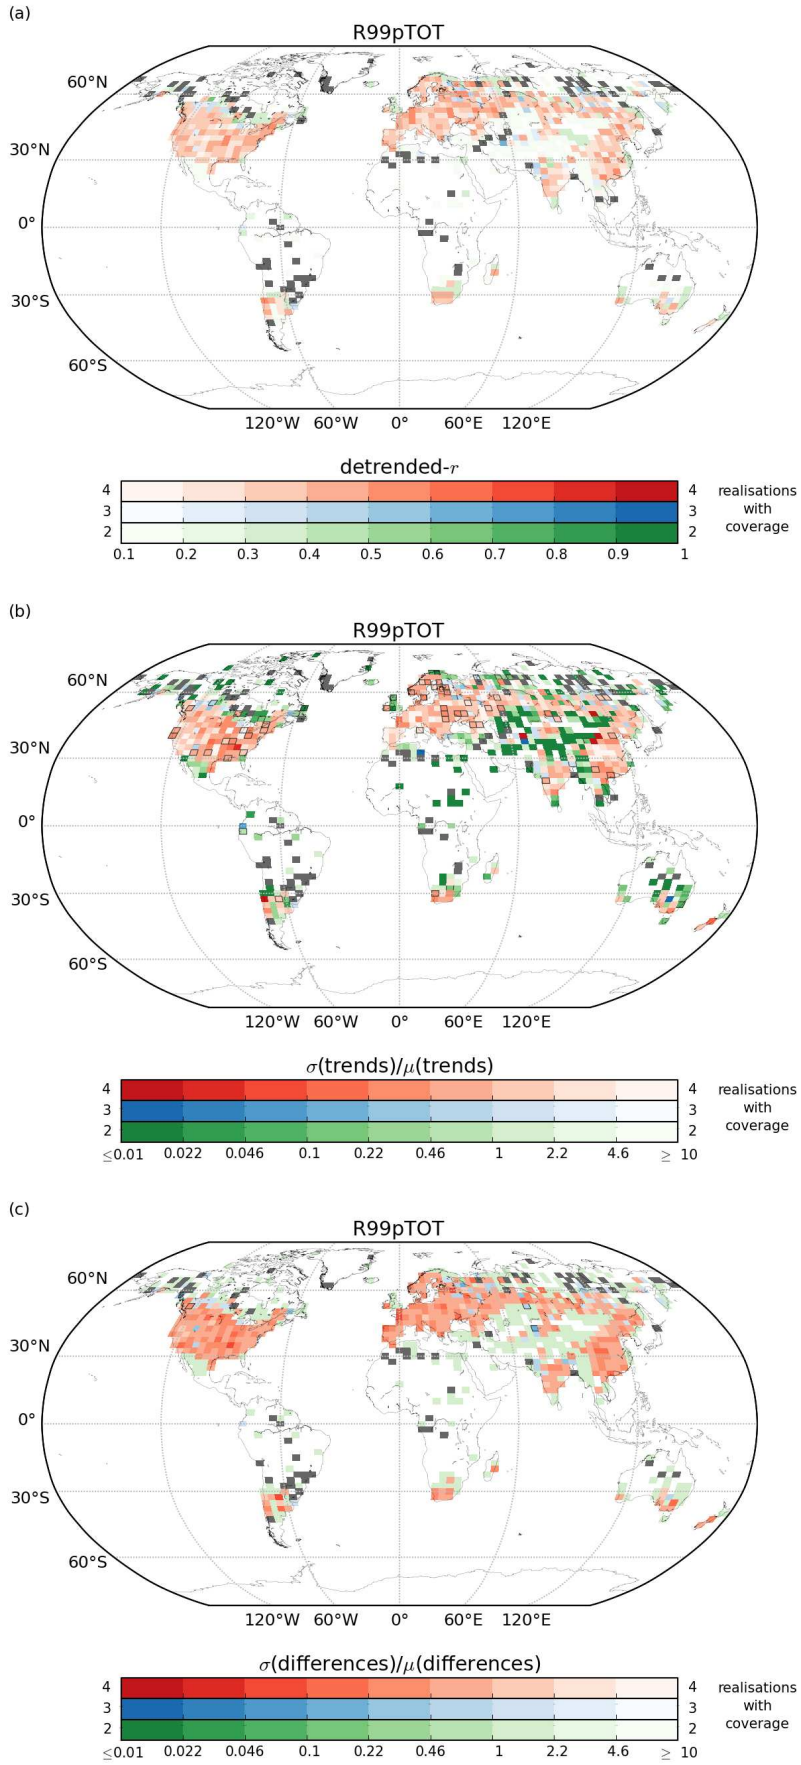 (a)
R99pTOT
60°N
30°N
0°
30°S
60°S
120°W 60°W 0° 60°E 120°E
detrended-r
4 4 realisations
3 3 with
2 2 coverage
0.1 0.2 0.3 0.4 0.5 0.6 0.7 0.8 0.9 1
(b)
R99pTOT
60°N
30°N
0°
30°S
60°S
120°W 60°W 0° 60°E 120°E
σ(trends)/μ(trends)
4 4 realisations
3 3 with
2 2 coverage
≤0.01 0.022 0.046 0.1 0.22 0.46 1 2.2 4.6 ≥ 10
(c)
R99pTOT
60°N
30°N
0°
30°S
60°S
120°W 60°W 0° 60°E 120°E
σ(differences)/μ(differences)
4 4 realisations
3 3 with
2 2 coverage
≤0.01 0.022 0.046 0.1 0.22 0.46 1 2.2 4.6 ≥ 10